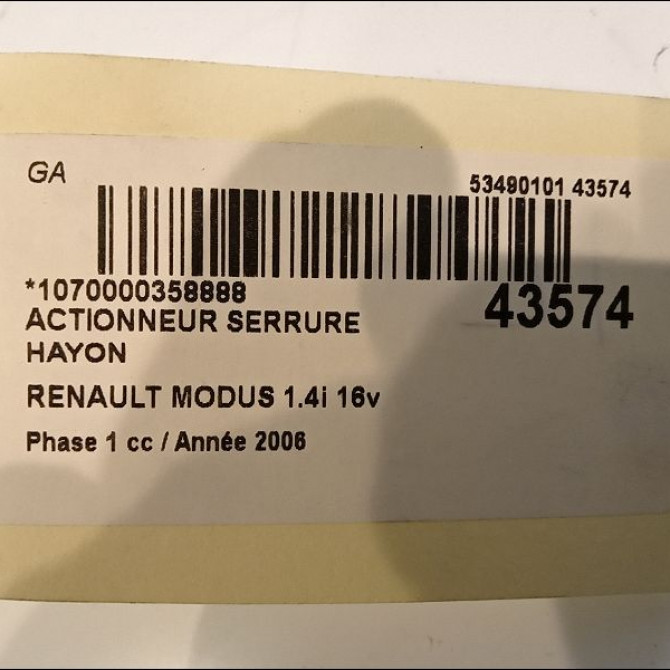 GA
53490101 43574
*1070000358888
43574
ACTIONNEUR SERRURE
HAYON
RENAULT MODUS 1.4i 16v
Phase 1 cc / Année 2006